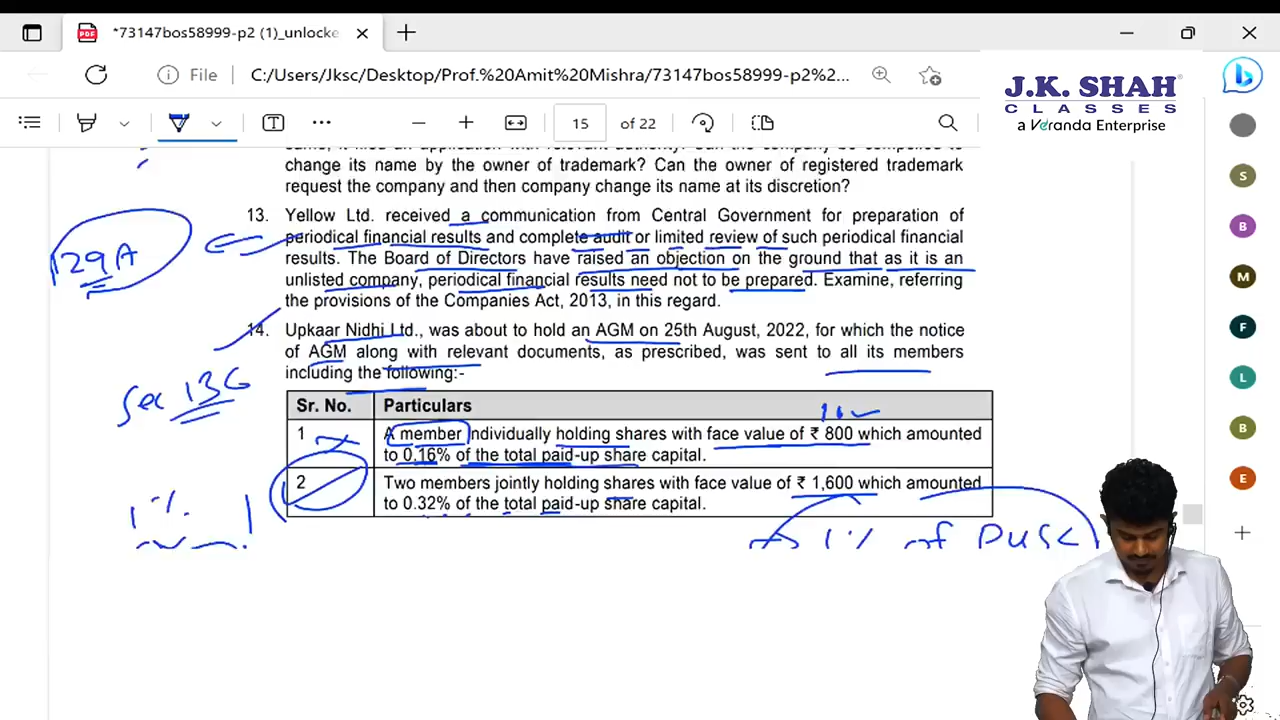 *73147bos58999-p2 (1)_unlocke
File
C:/Users/Jksc/Desktop/Prof.%20Amit%20Mishra/73147bos58999-p2%2...
J.K. SHAH
CLASSES
a Veranda Enterprise
15 of 22
change its name by the owner of trademark? Can the owner of registered trademark
request the company and then company change its name at its discretion?
13. Yellow Ltd. received a communication from Central Government for preparation of
periodical financial results and complete audit or limited review of such periodical financial
results. The Board of Directors have raised an objection on the ground that as it is an
unlisted company, periodical financial results need not to be prepared. Examine, referring
the provisions of the Companies Act, 2013, in this regard.
129A
14. Upkaar Nidhi Ltd., was about to hold an AGM on 25th August, 2022, for which the notice
of AGM along with relevant documents, as prescribed, was sent to all its members
including the following:-
Sec 136
Sr. No. Particulars
1 A member individually holding shares with face value of ₹ 800 which amounted
to 0.16% of the total paid-up share capital.
2 Two members jointly holding shares with face value of ₹ 1,600 which amounted
to 0.32% of the total paid-up share capital.
1%
1% of PUSC
S
B
M
F
L
B
E